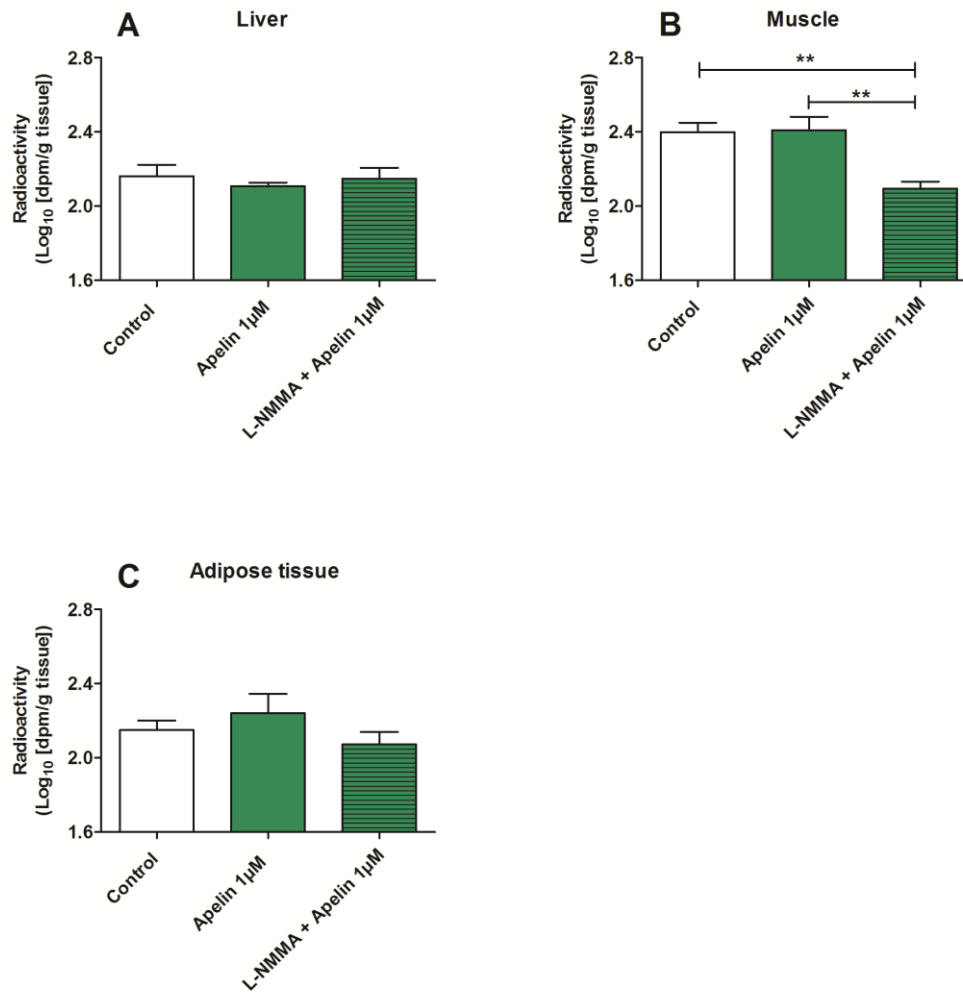 A Liver
2.8
2.4
2.0
1.6
Radioactivity
(Log₁₀ [dpm/g tissue])
Control
Apelin 1µM
L-NMMA + Apelin 1µM
B Muscle
2.8
2.4
2.0
1.6
Radioactivity
(Log₁₀ [dpm/g tissue])
**
**
Control
Apelin 1µM
L-NMMA + Apelin 1µM
C Adipose tissue
2.8
2.4
2.0
1.6
Radioactivity
(Log₁₀ [dpm/g tissue])
Control
Apelin 1µM
L-NMMA + Apelin 1µM